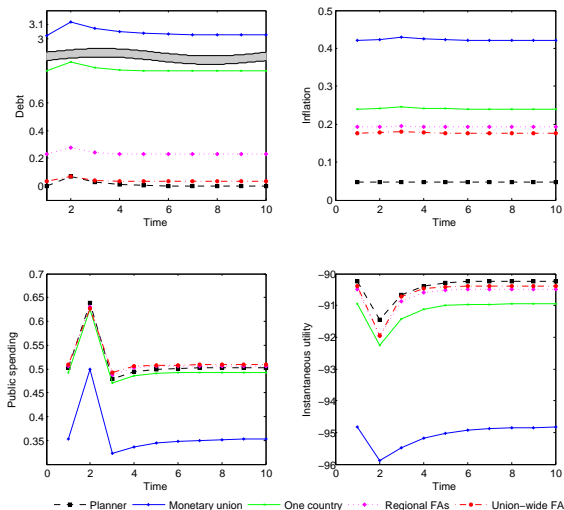 3.1
3
0.6
0.4
0.2
0
2 4 6 8 10
Time
Debt
0.5
0.4
0.3
0.2
0.1
0
0 2 4 6 8 10
Time
Inflation
0.7
0.65
0.6
0.55
0.5
0.45
0.4
0.35
0 2 4 6 8 10
Time
Public spending
−90
−91
−92
−93
−94
−95
−96
0 2 4 6 8 10
Time
Instantaneous utility
Planner Monetary union One country Regional FAs Union−wide FA